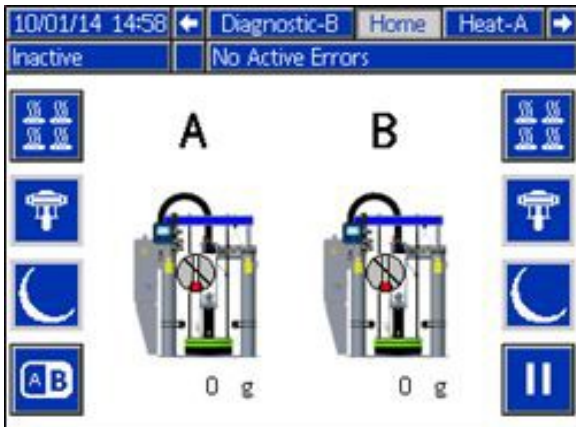 10/01/14 14:58 Diagnostic-B Home Heat-A
Inactive No Active Errors
A B
A B
0 g 0 g